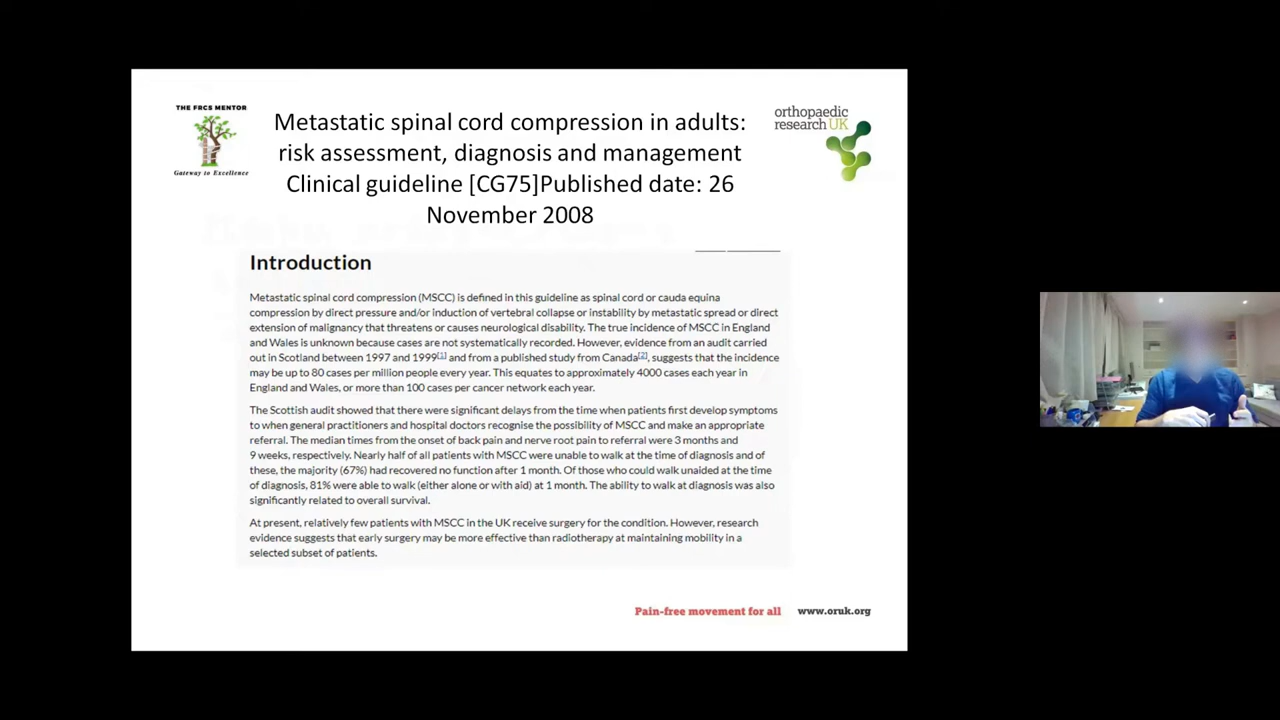 THE FRCS MENTOR
Gateway to Excellence
Metastatic spinal cord compression in adults:
risk assessment, diagnosis and management
Clinical guideline [CG75]Published date: 26
November 2008
orthopaedic
research UK
Introduction
Metastatic spinal cord compression (MSCC) is defined in this guideline as spinal cord or cauda equina
compression by direct pressure and/or induction of vertebral collapse or instability by metastatic spread or direct
extension of malignancy that threatens or causes neurological disability. The true incidence of MSCC in England
and Wales is unknown because cases are not systematically recorded. However, evidence from an audit carried
out in Scotland between 1997 and 1999[1] and from a published study from Canada[2], suggests that the incidence
may be up to 80 cases per million people every year. This equates to approximately 4000 cases each year in
England and Wales, or more than 100 cases per cancer network each year.
The Scottish audit showed that there were significant delays from the time when patients first develop symptoms
to when general practitioners and hospital doctors recognise the possibility of MSCC and make an appropriate
referral. The median times from the onset of back pain and nerve root pain to referral were 3 months and
9 weeks, respectively. Nearly half of all patients with MSCC were unable to walk at the time of diagnosis and of
these, the majority (67%) had recovered no function after 1 month. Of those who could walk unaided at the time
of diagnosis, 81% were able to walk (either alone or with aid) at 1 month. The ability to walk at diagnosis was also
significantly related to overall survival.
At present, relatively few patients with MSCC in the UK receive surgery for the condition. However, research
evidence suggests that early surgery may be more effective than radiotherapy at maintaining mobility in a
selected subset of patients.
Pain-free movement for all www.oruk.org